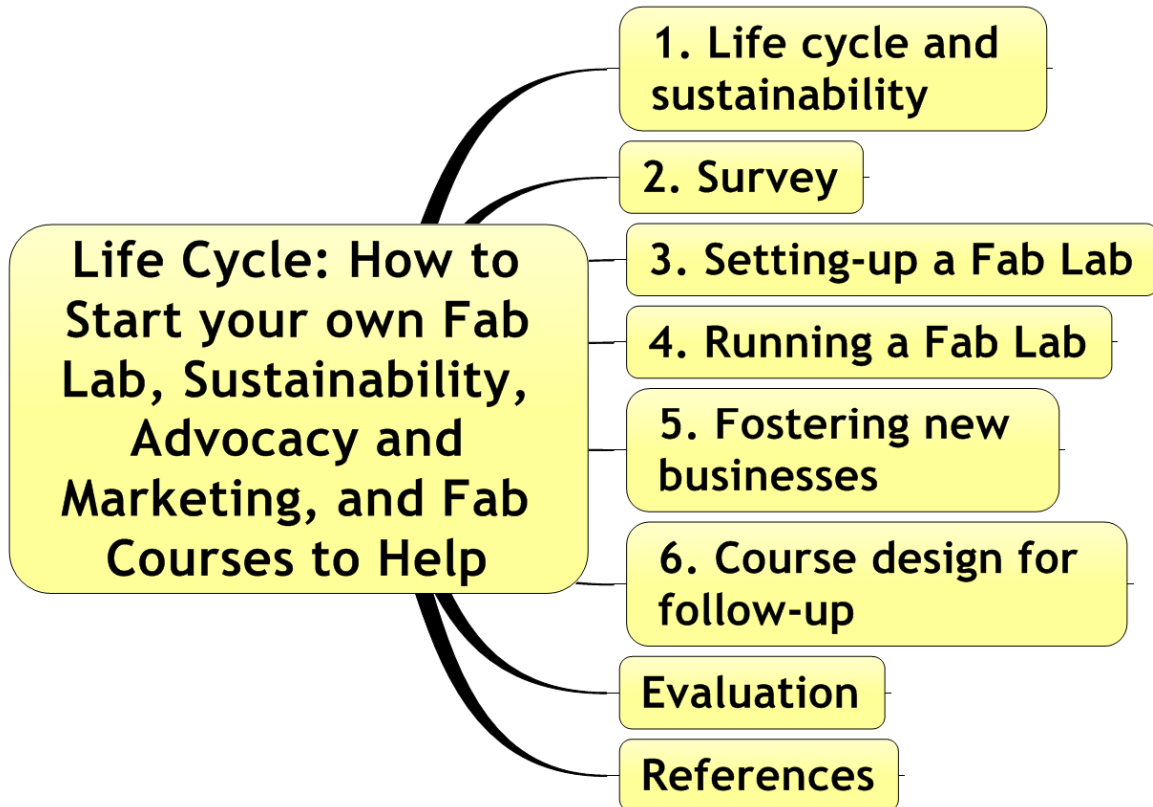 Life Cycle: How to
Start your own Fab
Lab, Sustainability,
Advocacy and
Marketing, and Fab
Courses to Help
1. Life cycle and
sustainability
2. Survey
3. Setting-up a Fab Lab
4. Running a Fab Lab
5. Fostering new
businesses
6. Course design for
follow-up
Evaluation
References